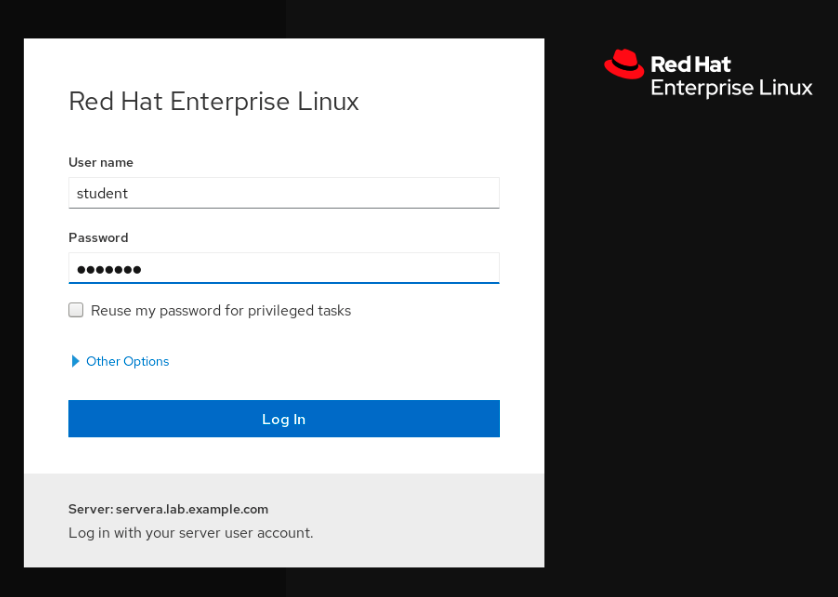 Red Hat Enterprise Linux
User name
student
Password
●●●●●●●
Reuse my password for privileged tasks
Other Options
Log In
Server: servera.lab.example.com
Log in with your server user account.
Red Hat
Enterprise Linux